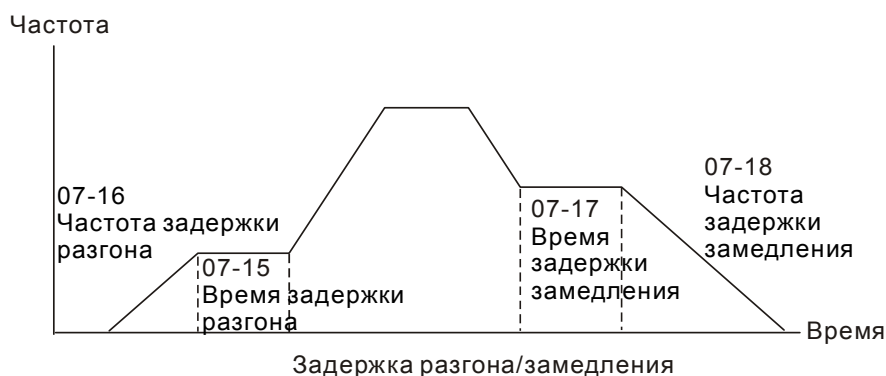 Частота
07-16
Частота задержки
разгона
07-15
Время задержки
разгона
07-17
Время
задержки
замедления
07-18
Частота
задержки
замедления
Время
Задержка разгона/замедления